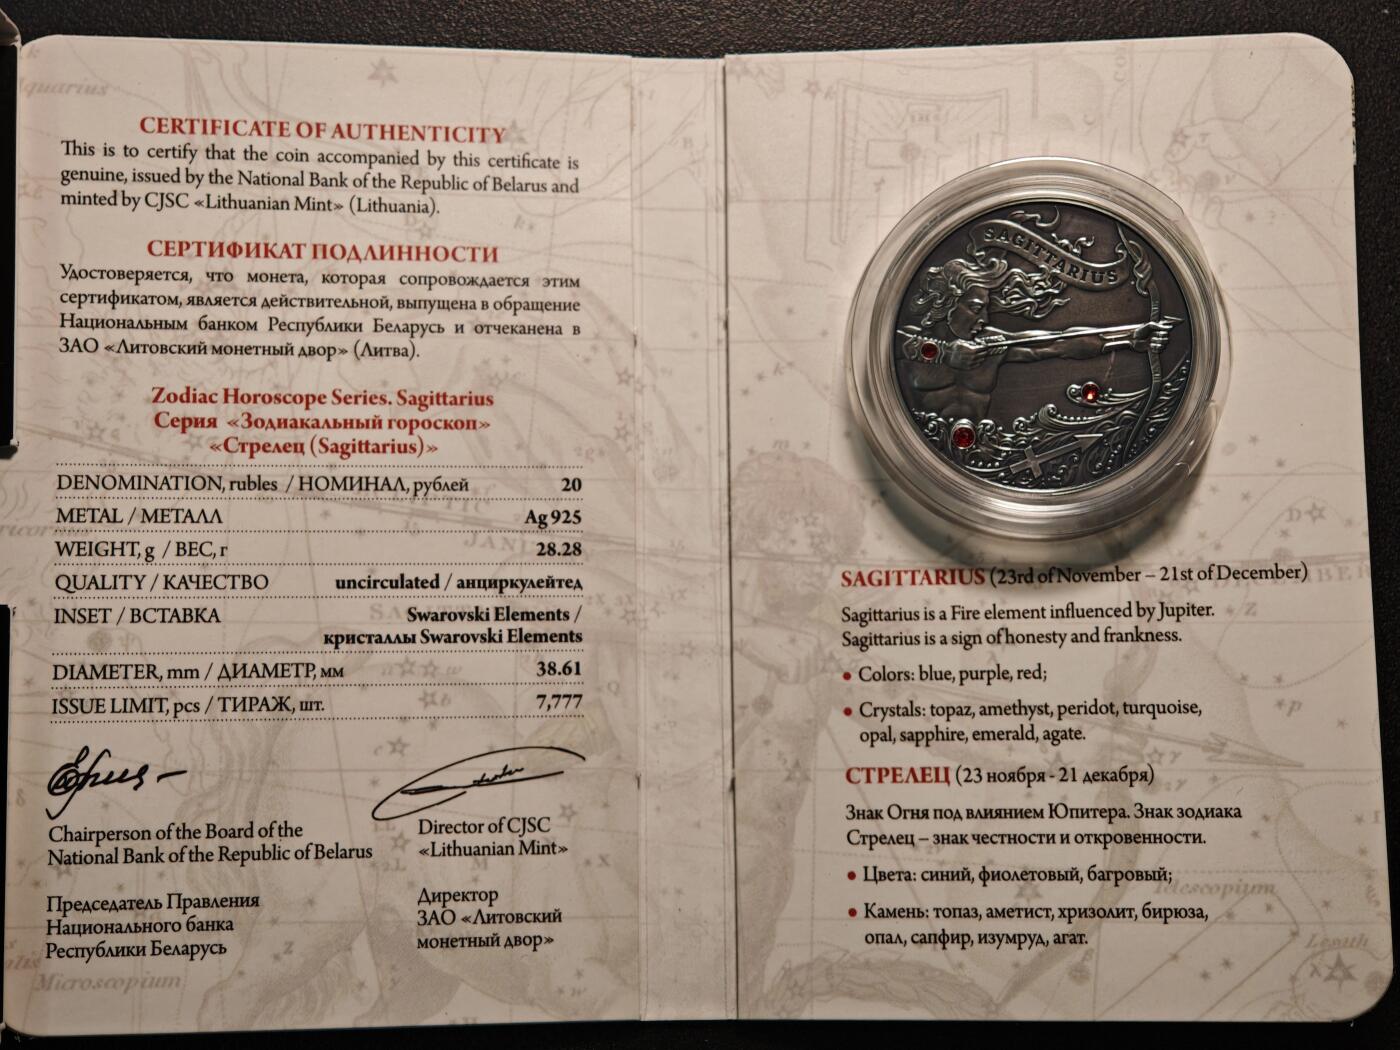 CERTIFICATE OF AUTHENTICITY
This is to certify that the coin accompanied by this certificate is
genuine, issued by the National Bank of the Republic of Belarus and
minted by CJSC «Lithuanian Mint» (Lithuania).
СЕРТИФИКАТ ПОДЛИННОСТИ
Удостоверяется, что монета, которая сопровождается этим
сертификатом, является действительной, выпущена в обращение
Национальным банком Республики Беларусь и отчеканена в
ЗАО «Литовский монетный двор» (Литва).
Zodiac Horoscope Series. Sagittarius
Серия «Зодиакальный гороскоп»
«Стрелец (Sagittarius)»
DENOMINATION, rubles / НОМИНАЛ, рублей 20
METAL / МЕТАЛЛ Ag 925
WEIGHT, g / ВЕС, г 28.28
QUALITY / КАЧЕСТВО uncirculated / анциркулейтед
INSET / ВСТАВКА Swarovski Elements /
кристаллы Swarovski Elements
DIAMETER, mm / ДИАМЕТР, мм 38.61
ISSUE LIMIT, pcs / ТИРАЖ, шт. 7,777
Chairperson of the Board of the
National Bank of the Republic of Belarus
Председатель Правления
Национального банка
Республики Беларусь
Director of CJSC
«Lithuanian Mint»
Директор
ЗАО «Литовский
монетный двор»
Microscopium
SAGITTARIUS
SAGITTARIUS (23rd of November – 21st of December)
Sagittarius is a Fire element influenced by Jupiter.
Sagittarius is a sign of honesty and frankness.
• Colors: blue, purple, red;
• Crystals: topaz, amethyst, peridot, turquoise,
opal, sapphire, emerald, agate.
СТРЕЛЕЦ (23 ноября - 21 декабря)
Знак Огня под влиянием Юпитера. Знак зодиака
Стрелец – знак честности и откровенности.
• Цвета: синий, фиолетовый, багровый;
• Камень: топаз, аметист, хризолит, бирюза,
опал, сапфир, изумруд, агат.
Telescopium